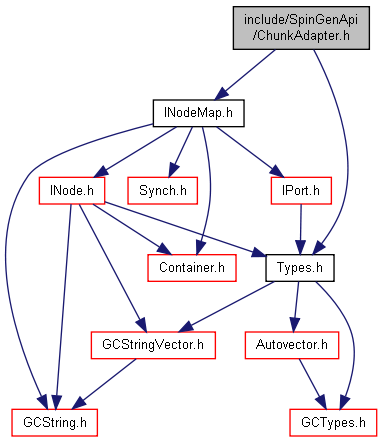 include/SpinGenApi
/ChunkAdapter.h
INodeMap.h
INode.h
Synch.h
IPort.h
Container.h
Types.h
GCStringVector.h
Autovector.h
GCString.h
GCTypes.h